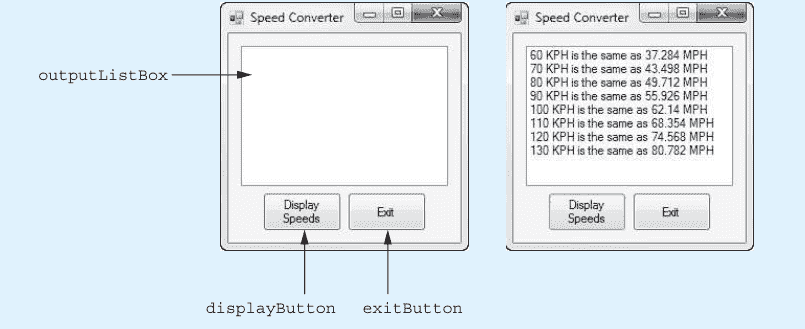 Speed Converter
outputListBox
Display
Speeds
Exit
displayButton
exitButton
Speed Converter
60 KPH is the same as 37.284 MPH
70 KPH is the same as 43.498 MPH
80 KPH is the same as 49.712 MPH
90 KPH is the same as 55.926 MPH
100 KPH is the same as 62.14 MPH
110 KPH is the same as 68.354 MPH
120 KPH is the same as 74.568 MPH
130 KPH is the same as 80.782 MPH
Display
Speeds
Exit